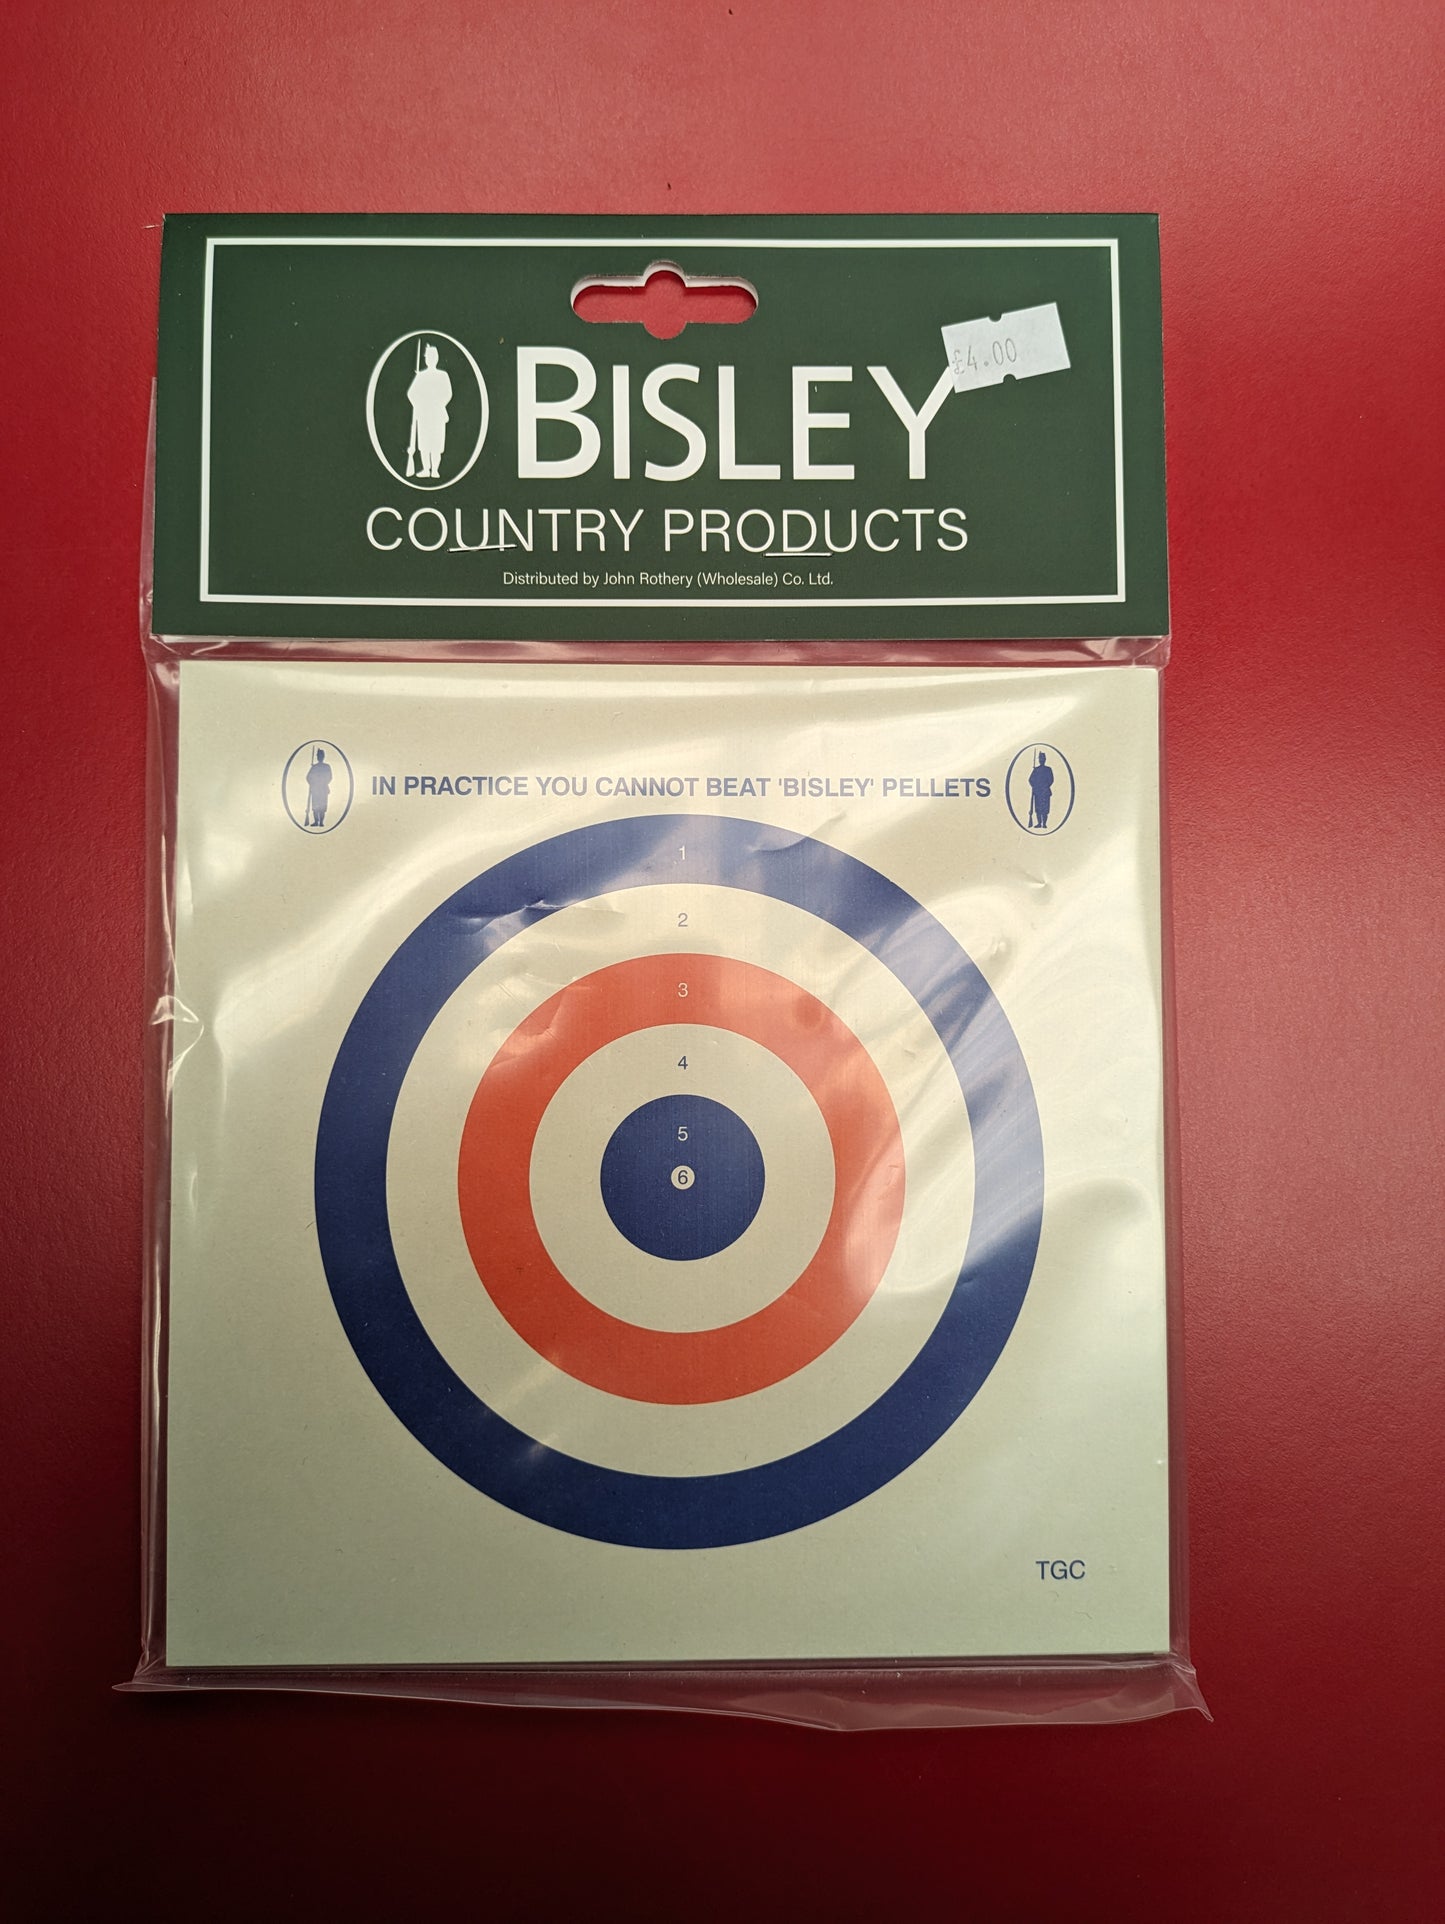 £4.00
BISLEY
COUNTRY PRODUCTS
Distributed by John Rothery (Wholesale) Co. Ltd.
IN PRACTICE YOU CANNOT BEAT 'BISLEY' PELLETS
1
2
3
4
5
6
TGC